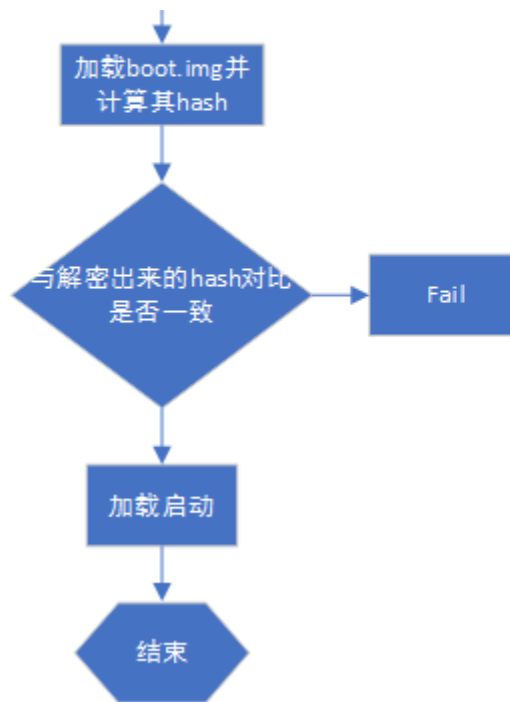 加载boot.img并
计算其hash
与解密出来的hash对比
是否一致
Fail
加载启动
结束